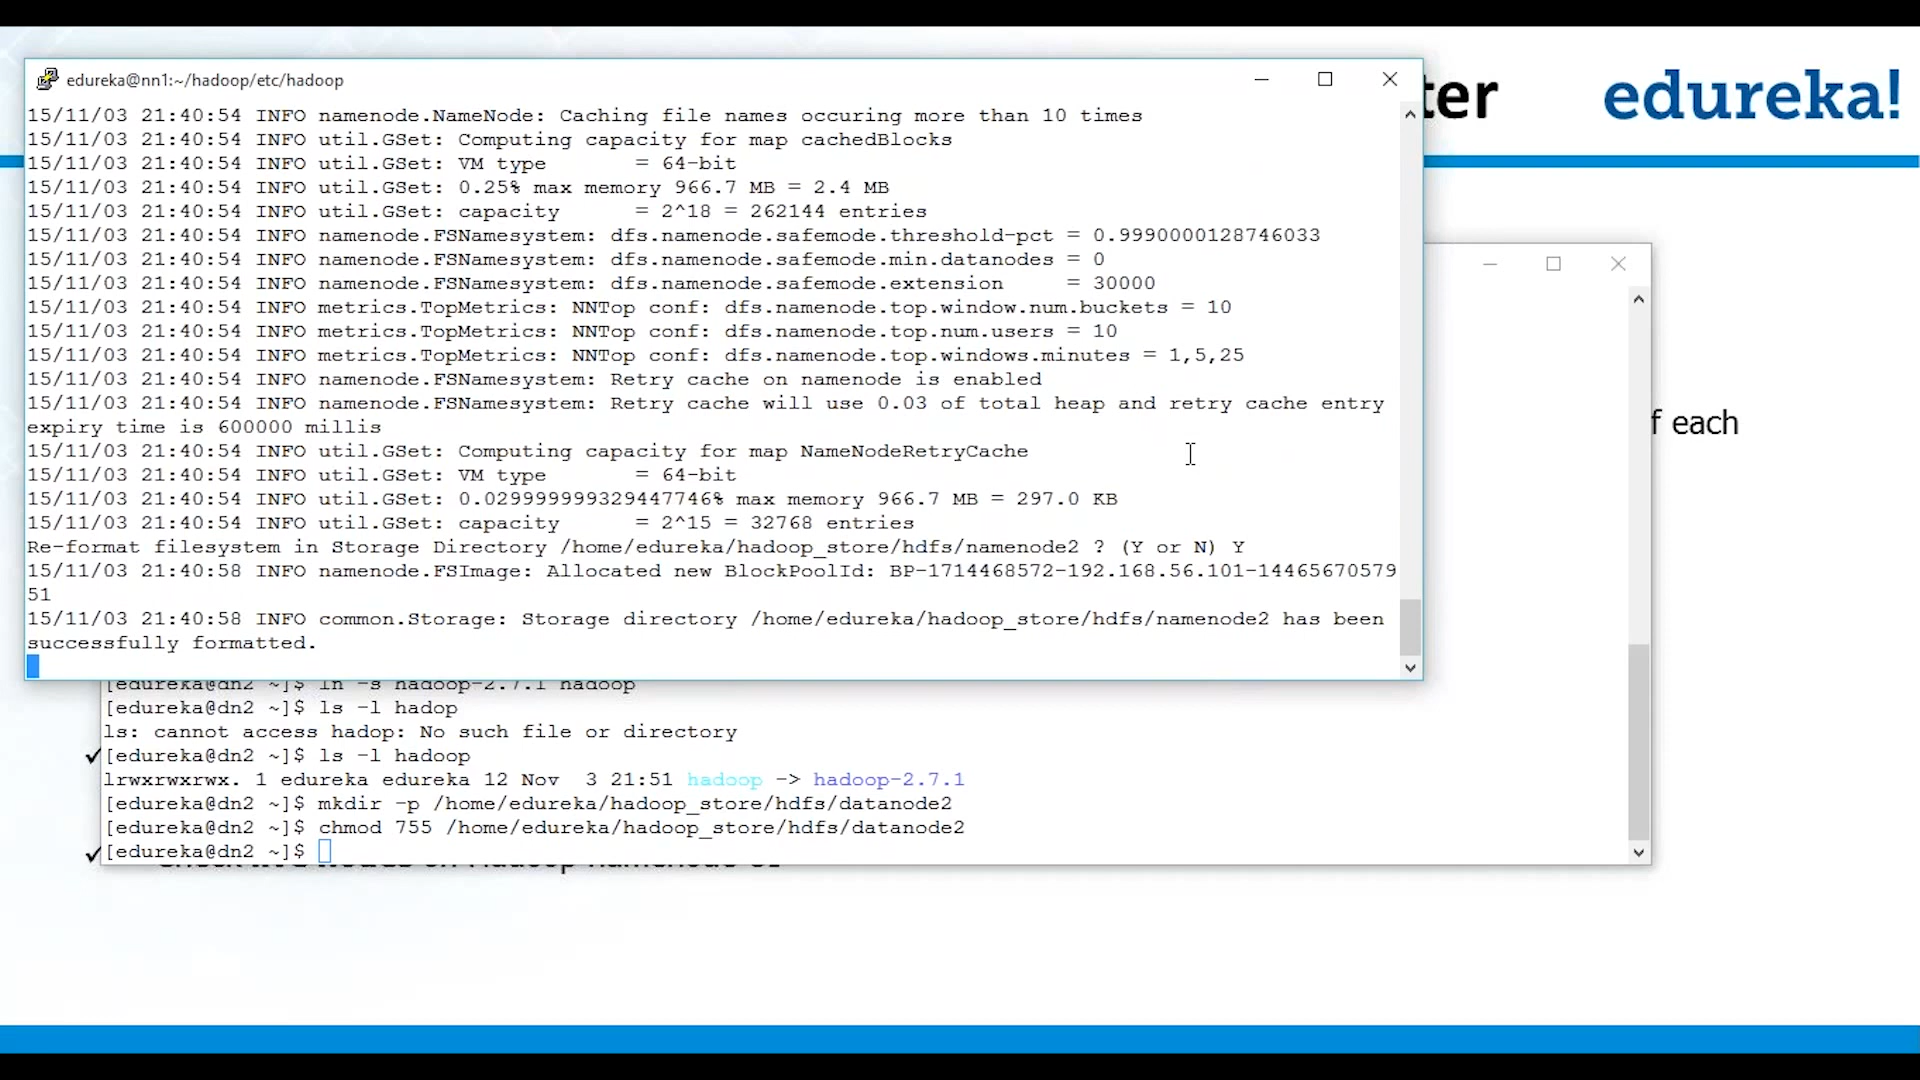 edureka@nn1:~/hadoop/etc/hadoop
ter
edureka!
15/11/03 21:40:54 INFO namenode.NameNode: Caching file names occuring more than 10 times
15/11/03 21:40:54 INFO util.GSet: Computing capacity for map cachedBlocks
15/11/03 21:40:54 INFO util.GSet: VM type       = 64-bit
15/11/03 21:40:54 INFO util.GSet: 0.25% max memory 966.7 MB = 2.4 MB
15/11/03 21:40:54 INFO util.GSet: capacity      = 2^18 = 262144 entries
15/11/03 21:40:54 INFO namenode.FSNamesystem: dfs.namenode.safemode.threshold-pct = 0.9990000128746033
15/11/03 21:40:54 INFO namenode.FSNamesystem: dfs.namenode.safemode.min.datanodes = 0
15/11/03 21:40:54 INFO namenode.FSNamesystem: dfs.namenode.safemode.extension     = 30000
15/11/03 21:40:54 INFO metrics.TopMetrics: NNTop conf: dfs.namenode.top.window.num.buckets = 10
15/11/03 21:40:54 INFO metrics.TopMetrics: NNTop conf: dfs.namenode.top.num.users = 10
15/11/03 21:40:54 INFO metrics.TopMetrics: NNTop conf: dfs.namenode.top.windows.minutes = 1,5,25
15/11/03 21:40:54 INFO namenode.FSNamesystem: Retry cache on namenode is enabled
15/11/03 21:40:54 INFO namenode.FSNamesystem: Retry cache will use 0.03 of total heap and retry cache entry
expiry time is 600000 millis
f each
15/11/03 21:40:54 INFO util.GSet: Computing capacity for map NameNodeRetryCache
15/11/03 21:40:54 INFO util.GSet: VM type       = 64-bit
15/11/03 21:40:54 INFO util.GSet: 0.029999999329447746% max memory 966.7 MB = 297.0 KB
15/11/03 21:40:54 INFO util.GSet: capacity      = 2^15 = 32768 entries
Re-format filesystem in Storage Directory /home/edureka/hadoop_store/hdfs/namenode2 ? (Y or N) Y
15/11/03 21:40:58 INFO namenode.FSImage: Allocated new BlockPoolId: BP-1714468572-192.168.56.101-14465670579
51
15/11/03 21:40:58 INFO common.Storage: Storage directory /home/edureka/hadoop_store/hdfs/namenode2 has been
successfully formatted.
[edureka@dn2 ~]$ ln -s hadoop-2.7.1 hadoop
[edureka@dn2 ~]$ ls -l hadop
ls: cannot access hadop: No such file or directory
[edureka@dn2 ~]$ ls -l hadoop
lrwxrwxrwx. 1 edureka edureka 12 Nov  3 21:51 hadoop -> hadoop-2.7.1
[edureka@dn2 ~]$ mkdir -p /home/edureka/hadoop_store/hdfs/datanode2
[edureka@dn2 ~]$ chmod 755 /home/edureka/hadoop_store/hdfs/datanode2
[edureka@dn2 ~]$